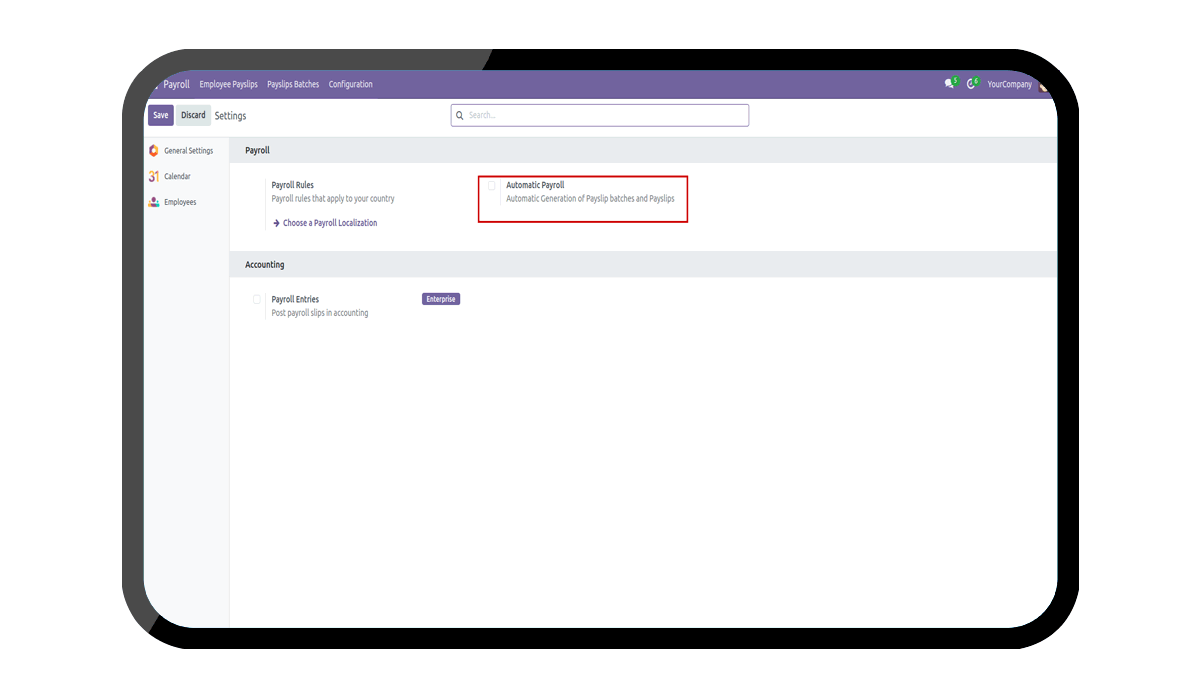 Payroll Employee Payslips Payslips Batches Configuration 5 6 YourCompany
Save Discard Settings Search...
General Settings
Calendar
Employees
Payroll
Payroll Rules
Payroll rules that apply to your country
Choose a Payroll Localization
Automatic Payroll
Automatic Generation of Payslip batches and Payslips
Accounting
Payroll Entries Enterprise
Post payroll slips in accounting
31